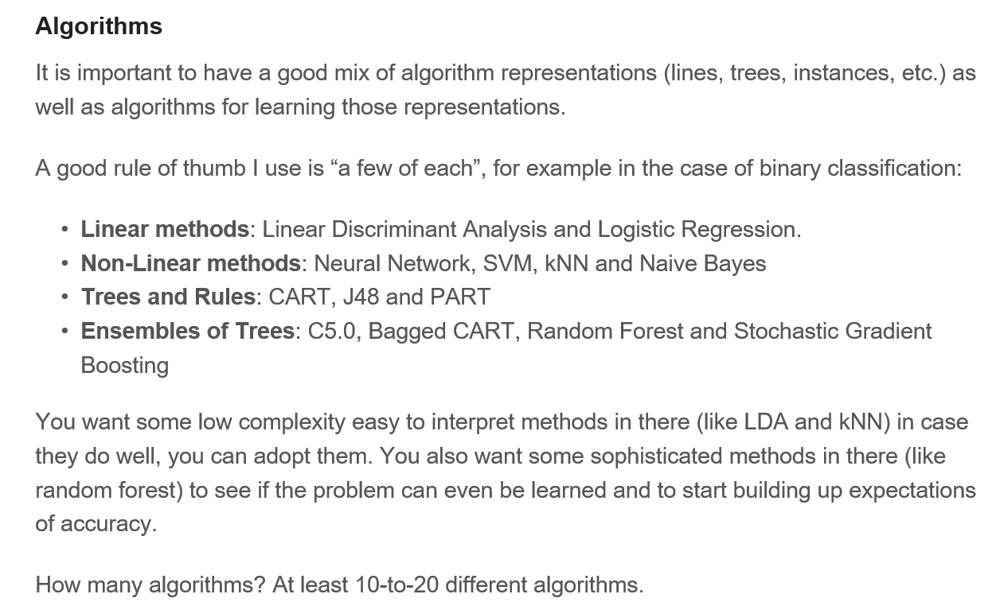 Algorithms
It is important to have a good mix of algorithm representations (lines, trees, instances, etc.) as
well as algorithms for learning those representations.
A good rule of thumb I use is “a few of each”, for example in the case of binary classification:
• Linear methods: Linear Discriminant Analysis and Logistic Regression.
• Non-Linear methods: Neural Network, SVM, kNN and Naive Bayes
• Trees and Rules: CART, J48 and PART
• Ensembles of Trees: C5.0, Bagged CART, Random Forest and Stochastic Gradient
Boosting
You want some low complexity easy to interpret methods in there (like LDA and kNN) in case
they do well, you can adopt them. You also want some sophisticated methods in there (like
random forest) to see if the problem can even be learned and to start building up expectations
of accuracy.
How many algorithms? At least 10-to-20 different algorithms.